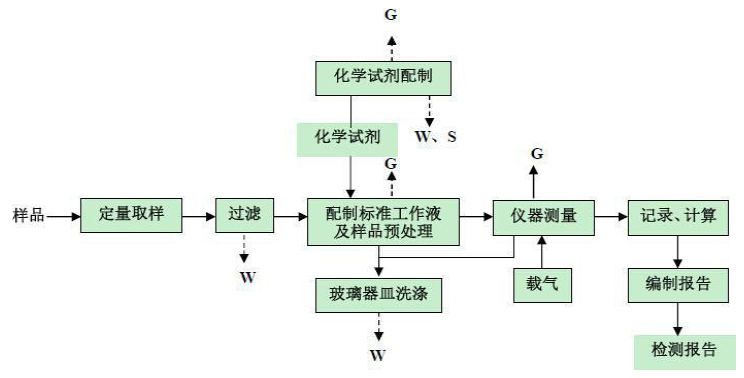 G
化学试剂配制
化学试剂
W、S
G
G
样品
定量取样
过滤
配制标准工作液
及样品预处理
仪器测量
记录、计算
W
玻璃器皿洗涤
载气
编制报告
W
检测报告